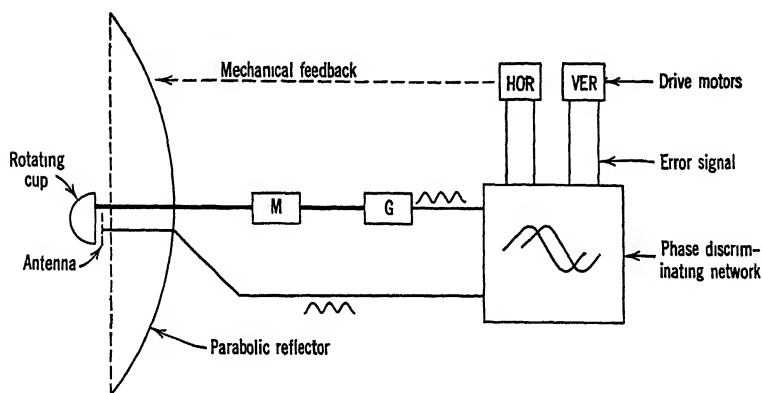 Mechanical feedback
HOR
VER
Drive motors
Rotating
cup
Error signal
M
G
Antenna
Phase discrim-
inating network
Parabolic reflector